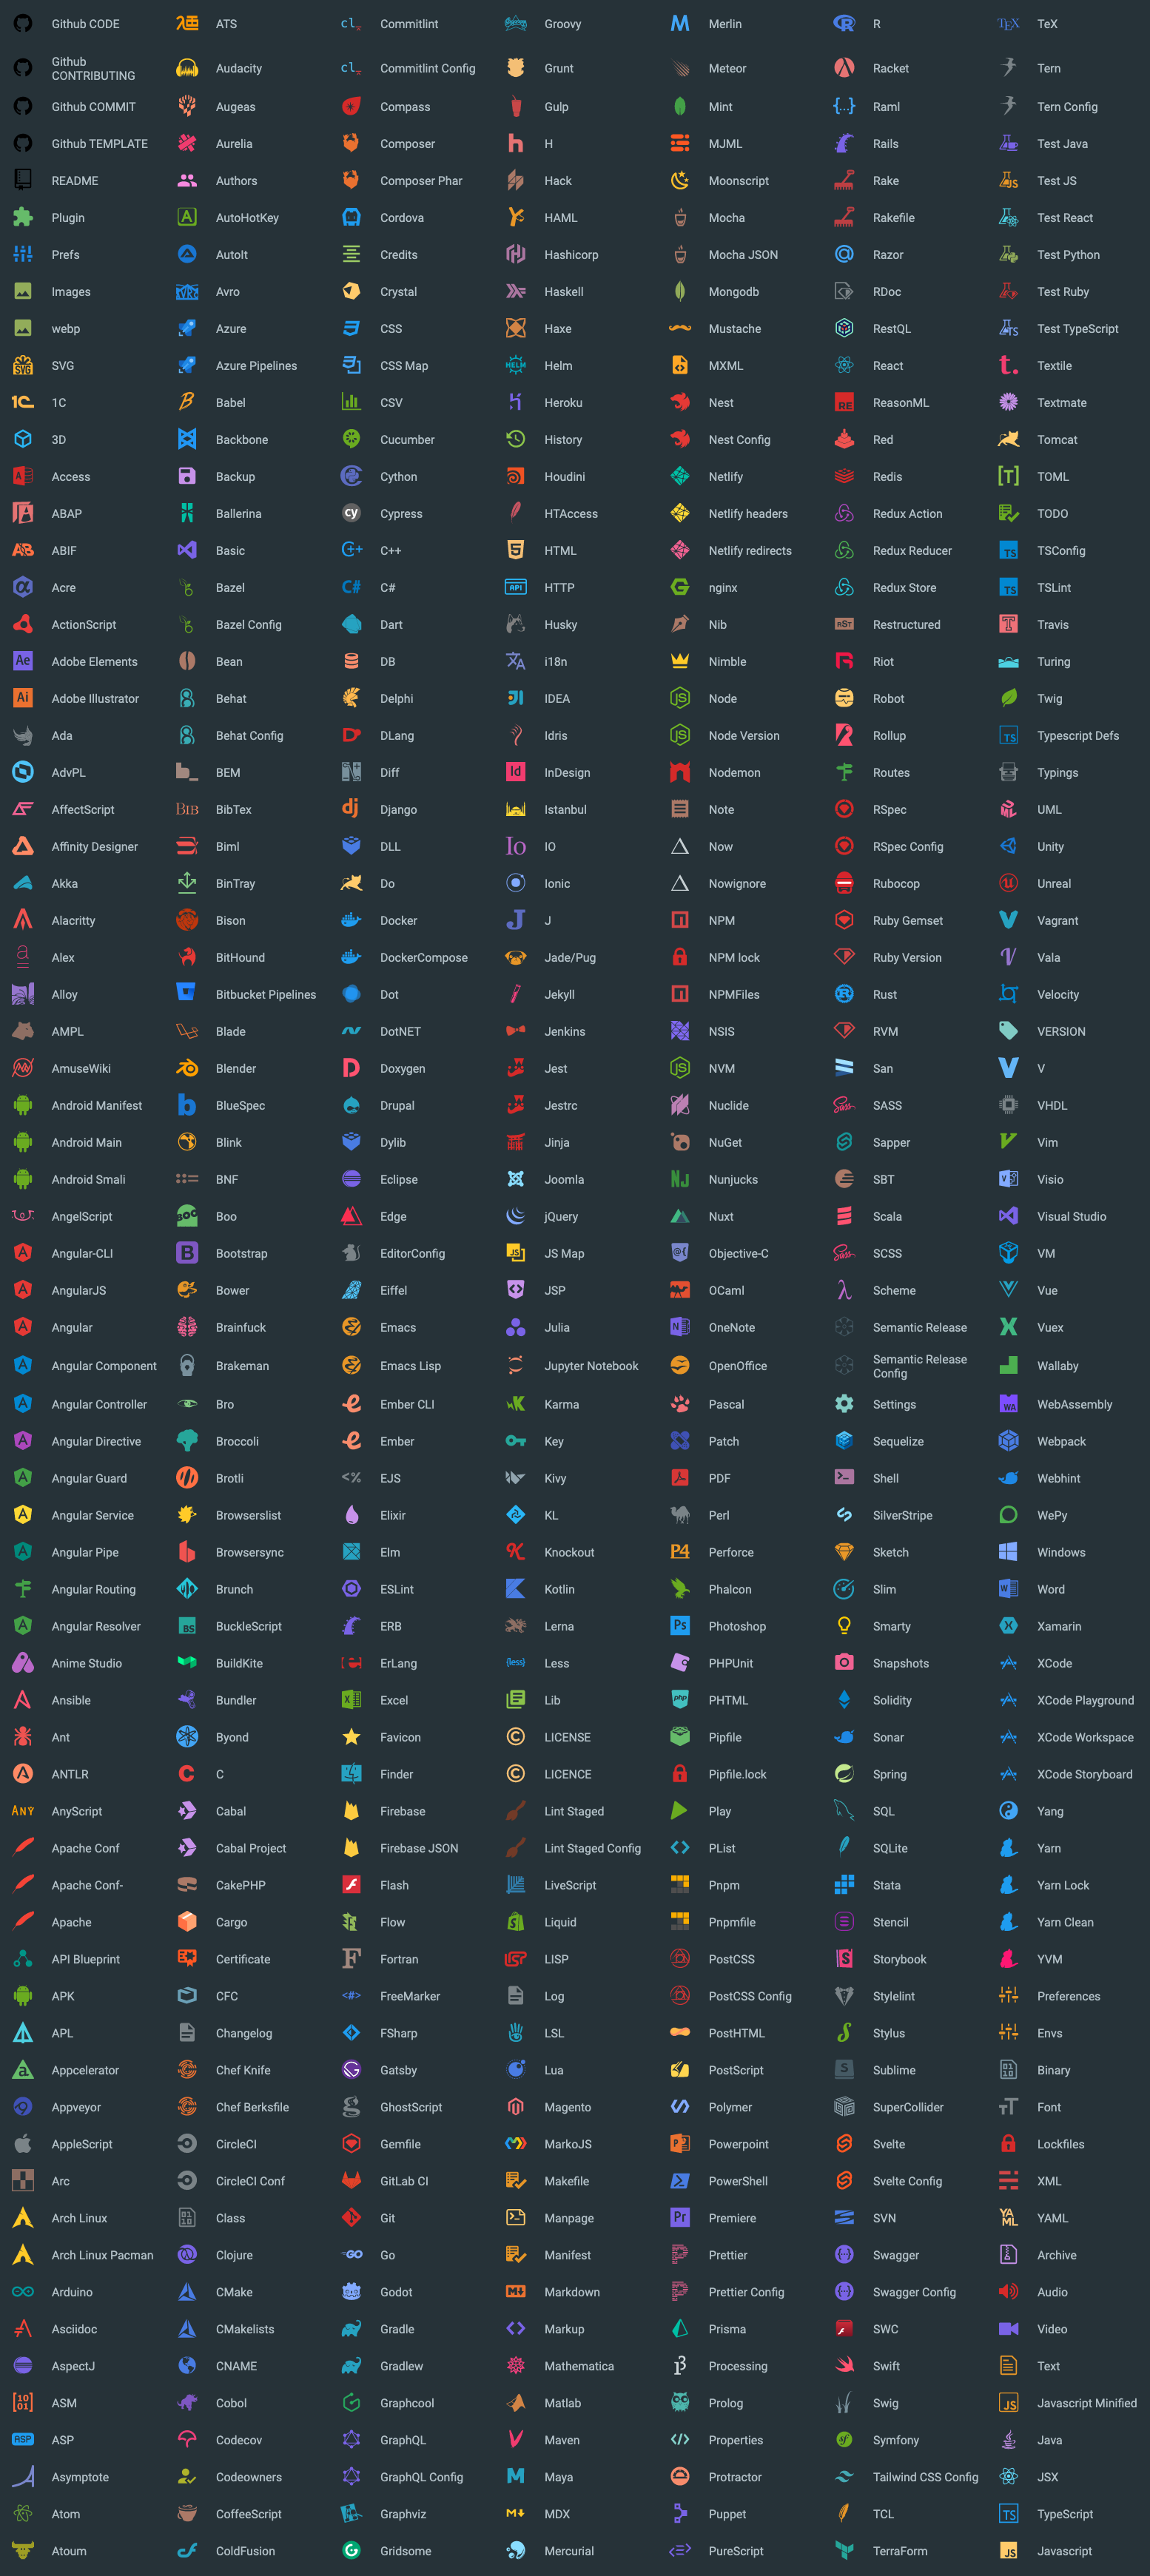 Github CODE
Github
CONTRIBUTING
Github COMMIT
Github TEMPLATE
README
Plugin
Prefs
Images
webp
SVG
1C
3D
Access
ABAP
ABIF
Acre
ActionScript
Adobe Elements
Adobe Illustrator
Ada
AdvPL
AffectScript
Affinity Designer
Akka
Alacritty
Alex
Alloy
AMPL
AmuseWiki
Android Manifest
Android Main
Android Smali
AngelScript
Angular-CLI
AngularJS
Angular
Angular Component
Angular Controller
Angular Directive
Angular Guard
Angular Service
Angular Pipe
Angular Routing
Angular Resolver
Anime Studio
Ansible
Ant
ANTLR
AnyScript
Apache Conf
Apache Conf-
Apache
API Blueprint
APK
APL
Appcelerator
Appveyor
AppleScript
Arc
Arch Linux
Arch Linux Pacman
Arduino
Asciidoc
AspectJ
ASM
ASP
Asymptote
Atom
Atoum
ATS
Audacity
Augeas
Aurelia
Authors
AutoHotKey
AutoIt
Avro
Azure
Azure Pipelines
Babel
Backbone
Backup
Ballerina
Basic
Bazel
Bazel Config
Bean
Behat
Behat Config
BEM
BibTex
Biml
BinTray
Bison
BitHound
Bitbucket Pipelines
Blade
Blender
BlueSpec
Blink
BNF
Boo
Bootstrap
Bower
Brainfuck
Brakeman
Bro
Broccoli
Brotli
Browserslist
Browsersync
Brunch
BuckleScript
BuildKite
Bundler
Byond
C
Cabal
Cabal Project
CakePHP
Cargo
Certificate
CFC
Changelog
Chef Knife
Chef Berksfile
CircleCI
CircleCI Conf
Class
Clojure
CMake
CMakelists
CNAME
Cobol
Codecov
Codeowners
CoffeeScript
ColdFusion
Commitlint
Commitlint Config
Compass
Composer
Composer Phar
Cordova
Credits
Crystal
CSS
CSS Map
CSV
Cucumber
Cython
Cypress
C++
C#
Dart
DB
Delphi
DLang
Diff
Django
DLL
Do
Docker
DockerCompose
Dot
DotNET
Doxygen
Drupal
Dylib
Eclipse
Edge
EditorConfig
Eiffel
Emacs
Emacs Lisp
Ember CLI
Ember
EJS
Elixir
Elm
ESLint
ERB
ErLang
Excel
Favicon
Finder
Firebase
Firebase JSON
Flash
Flow
Fortran
FreeMarker
FSharp
Gatsby
GhostScript
Gemfile
GitLab CI
Git
Go
Godot
Gradle
Gradlew
Graphcool
GraphQL
GraphQL Config
Graphviz
Gridsome
Groovy
Grunt
Gulp
H
Hack
HAML
Hashicorp
Haskell
Haxe
Helm
Heroku
History
Houdini
HTAccess
HTML
HTTP
Husky
i18n
IDEA
Idris
InDesign
Istanbul
IO
Ionic
J
Jade/Pug
Jekyll
Jenkins
Jest
Jestrc
Jinja
Joomla
jQuery
JS Map
JSP
Julia
Jupyter Notebook
Karma
Key
Kivy
KL
Knockout
Kotlin
Lerna
Less
Lib
LICENSE
LICENCE
Lint Staged
Lint Staged Config
LiveScript
Liquid
LISP
Log
LSL
Lua
Magento
MarkoJS
Makefile
Manpage
Manifest
Markdown
Markup
Mathematica
Matlab
Maven
Maya
MDX
Mercurial
Merlin
Meteor
Mint
MJML
Moonscript
Mocha
Mocha JSON
Mongodb
Mustache
MXML
Nest
Nest Config
Netlify
Netlify headers
Netlify redirects
nginx
Nib
Nimble
Node
Node Version
Nodemon
Note
Now
Nowignore
NPM
NPM lock
NPMFiles
NSIS
NVM
Nuclide
NuGet
Nunjucks
Nuxt
Objective-C
OCaml
OneNote
OpenOffice
Pascal
Patch
PDF
Perl
Perforce
Phalcon
Photoshop
PHPUnit
PHTML
Pipfile
Pipfile.lock
Play
PList
Pnpm
Pnpmfile
PostCSS
PostCSS Config
PostHTML
PostScript
Polymer
Powerpoint
PowerShell
Premiere
Prettier
Prettier Config
Prisma
Processing
Prolog
Properties
Protractor
Puppet
PureScript
R
Racket
Raml
Rails
Rake
Rakefile
Razor
RDoc
RestQL
React
ReasonML
Red
Redis
Redux Action
Redux Reducer
Redux Store
Restructured
Riot
Robot
Rollup
Routes
RSpec
RSpec Config
Rubocop
Ruby Gemset
Ruby Version
Rust
RVM
San
SASS
Sapper
SBT
Scala
SCSS
Scheme
Semantic Release
Semantic Release
Config
Settings
Sequelize
Shell
SilverStripe
Sketch
Slim
Smarty
Snapshots
Solidity
Sonar
Spring
SQL
SQLite
Stata
Stencil
Storybook
Stylelint
Stylus
Sublime
SuperCollider
Svelte
Svelte Config
SVN
Swagger
Swagger Config
SWC
Swift
Swig
Symfony
Tailwind CSS Config
TCL
TerraForm
TeX
Tern
Tern Config
Test Java
Test JS
Test React
Test Python
Test Ruby
Test TypeScript
Textile
Textmate
Tomcat
TOML
TODO
TSConfig
TSLint
Travis
Turing
Twig
Typescript Defs
Typings
UML
Unity
Unreal
Vagrant
Vala
Velocity
VERSION
V
VHDL
Vim
Visio
Visual Studio
VM
Vue
Vuex
Wallaby
WebAssembly
Webpack
Webhint
WePy
Windows
Word
Xamarin
XCode
XCode Playground
XCode Workspace
XCode Storyboard
Yang
Yarn
Yarn Lock
Yarn Clean
YVM
Preferences
Envs
Binary
Font
Lockfiles
XML
YAML
Archive
Audio
Video
Text
Javascript Minified
Java
JSX
TypeScript
Javascript